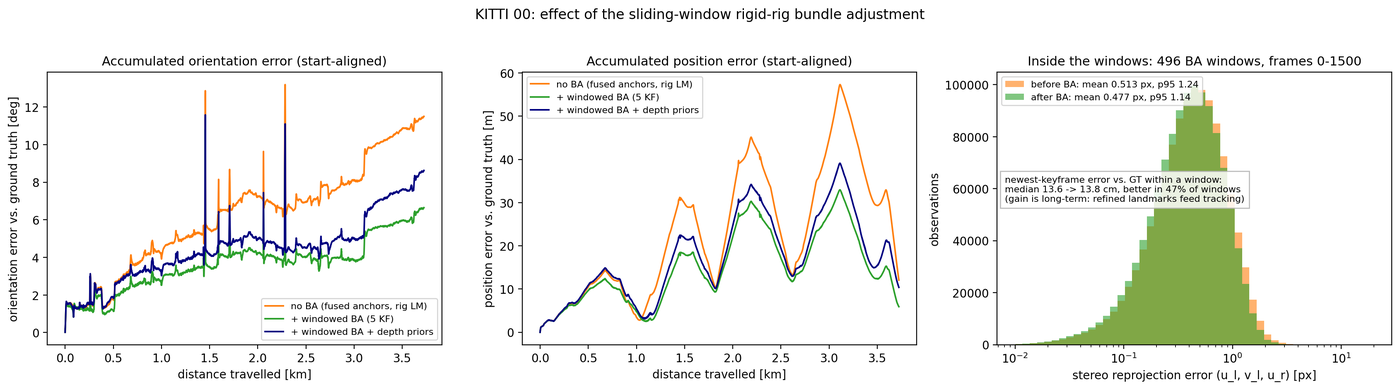 KITTI 00: effect of the sliding-window rigid-rig bundle adjustment
Accumulated orientation error (start-aligned)
orientation error vs. ground truth [deg]
12
10
8
6
4
2
0
no BA (fused anchors, rig LM)
+ windowed BA (5 KF)
+ windowed BA + depth priors
0.0 0.5 1.0 1.5 2.0 2.5 3.0 3.5
distance travelled [km]
Accumulated position error (start-aligned)
position error vs. ground truth [m]
60
50
40
30
20
10
0
no BA (fused anchors, rig LM)
+ windowed BA (5 KF)
+ windowed BA + depth priors
0.0 0.5 1.0 1.5 2.0 2.5 3.0 3.5
distance travelled [km]
Inside the windows: 496 BA windows, frames 0-1500
observations
100000
80000
60000
40000
20000
0
before BA: mean 0.513 px, p95 1.24
after BA: mean 0.477 px, p95 1.14
newest-keyframe error vs. GT within a window:
median 13.6 -> 13.8 cm, better in 47% of windows
(gain is long-term: refined landmarks feed tracking)
10⁻² 10⁻¹ 10⁰ 10¹
stereo reprojection error (u_l, v_l, u_r) [px]